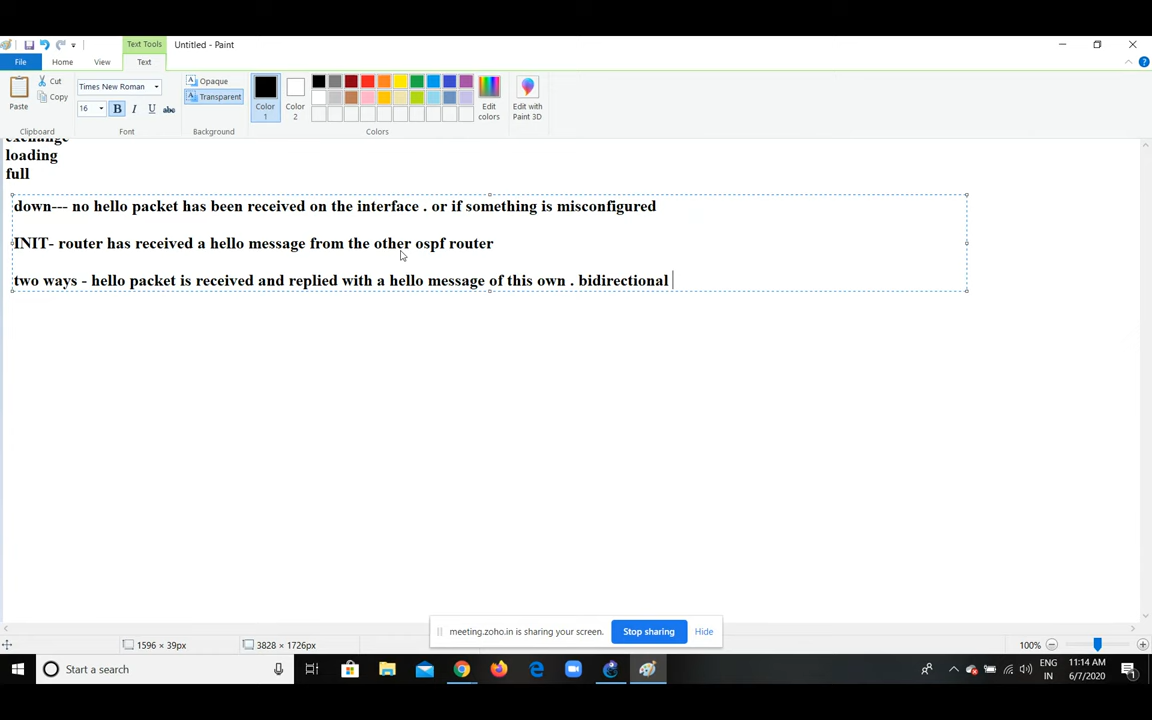 Text Tools
Untitled - Paint
File
Home
View
Text
Paste
Cut
Copy
Clipboard
Times New Roman
16
B
I
U
abc
Font
Opaque
Transparent
Background
Color
1
Color
2
Edit
colors
Colors
Edit with
Paint 3D
exchange
loading
full
down--- no hello packet has been received on the interface . or if something is misconfigured
INIT- router has received a hello message from the other ospf router
two ways - hello packet is received and replied with a hello message of this own . bidirectional
meeting.zoho.in is sharing your screen.
Stop sharing
Hide
1596 × 39px
3828 × 1726px
100%
Start a search
ENG
IN
11:14 AM
6/7/2020